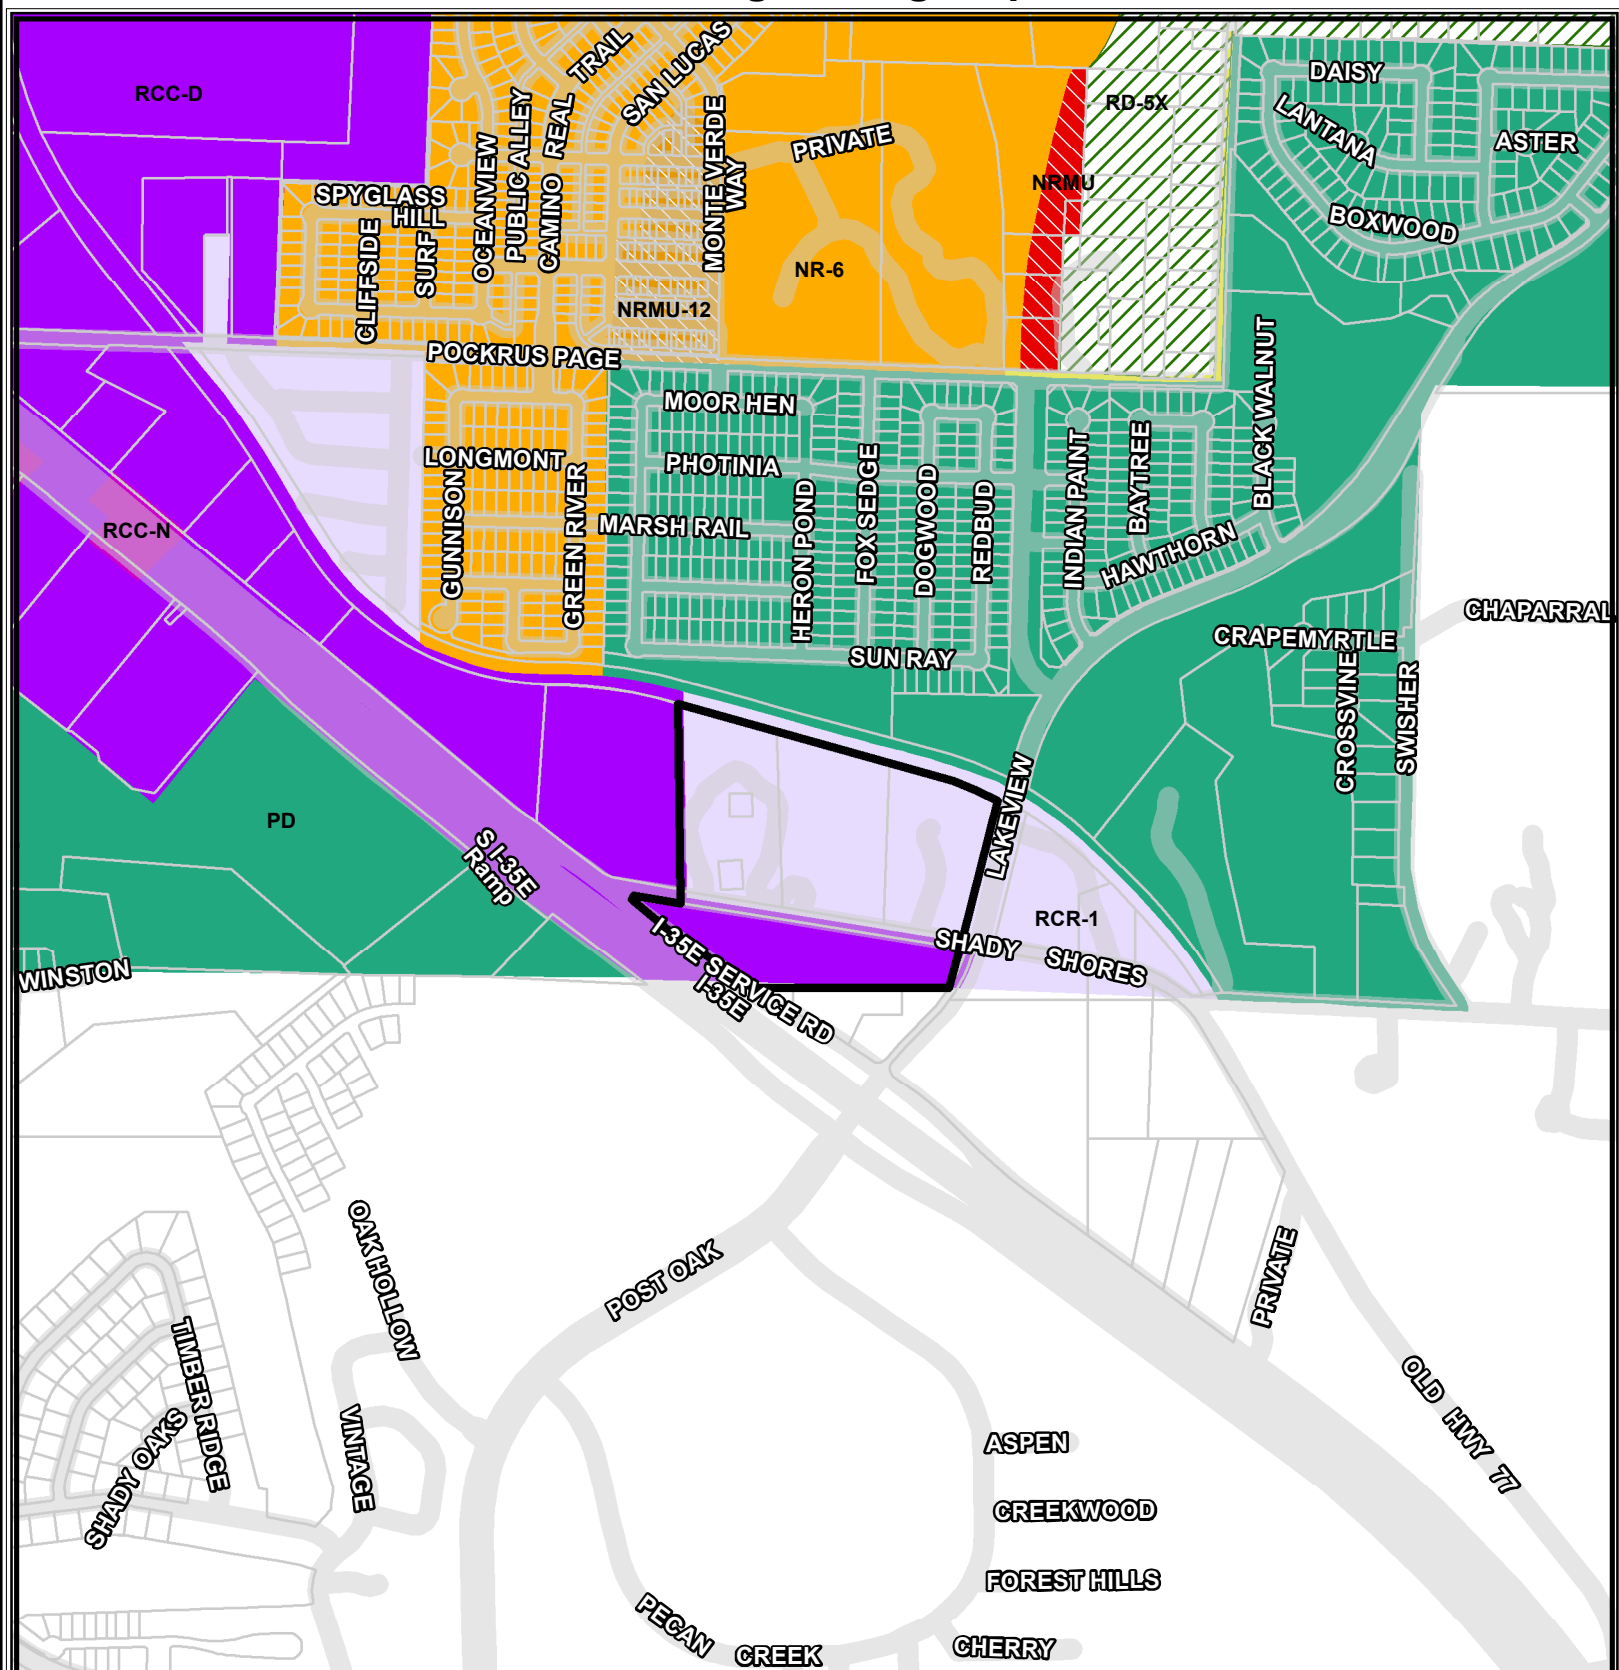 TRAIL
SAN LUCAS
DAISY
RCC-D
RD-5X
LANTANA
ASTER
PUBLIC ALLEY
CAMINO REAL
OCEANVIEW
MONTE VERDE
WAY
PRIVATE
NRMU
SPYGLASS
HILL
SURF
CLIFFSIDE
BOXWOOD
NR-6
NRMU-12
POCKRUS PAGE
BLACK WALNUT
MOOR HEN
LONGMONT
PHOTINIA
GUNNISON
GREEN RIVER
MARSH RAIL
HERON POND
FOX SEDGE
DOGWOOD
REDBUD
INDIAN PAINT
BAYTREE
HAWTHORN
RCC-N
SUN RAY
CHAPARRAL
CRAPEMYRTLE
CROSSVINE
SWISHER
LAKEVIEW
PD
S I-35E
Ramp
RCR-1
I-35E SERVICE RD
I-35E
SHADY SHORES
WINSTON
OAK HOLLOW
POST OAK
PRIVATE
TIMBER RIDGE
SHADY OAKS
VINTAGE
OLD HWY 77
ASPEN
CREEKWOOD
FOREST HILLS
PECAN
CREEK
CHERRY